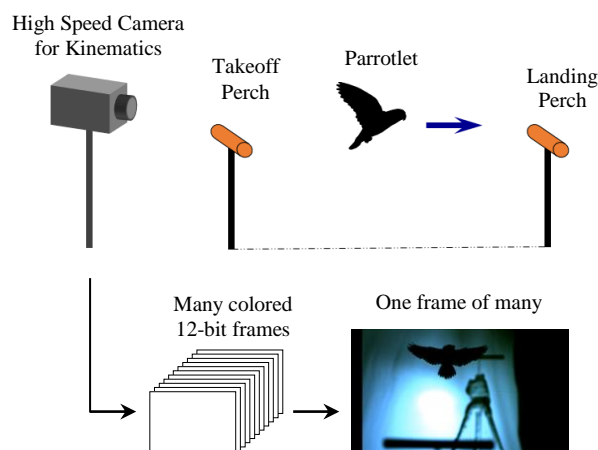 High Speed Camera
for Kinematics
Takeoff
Perch
Parrotlet
Landing
Perch
Many colored
12-bit frames
One frame of many